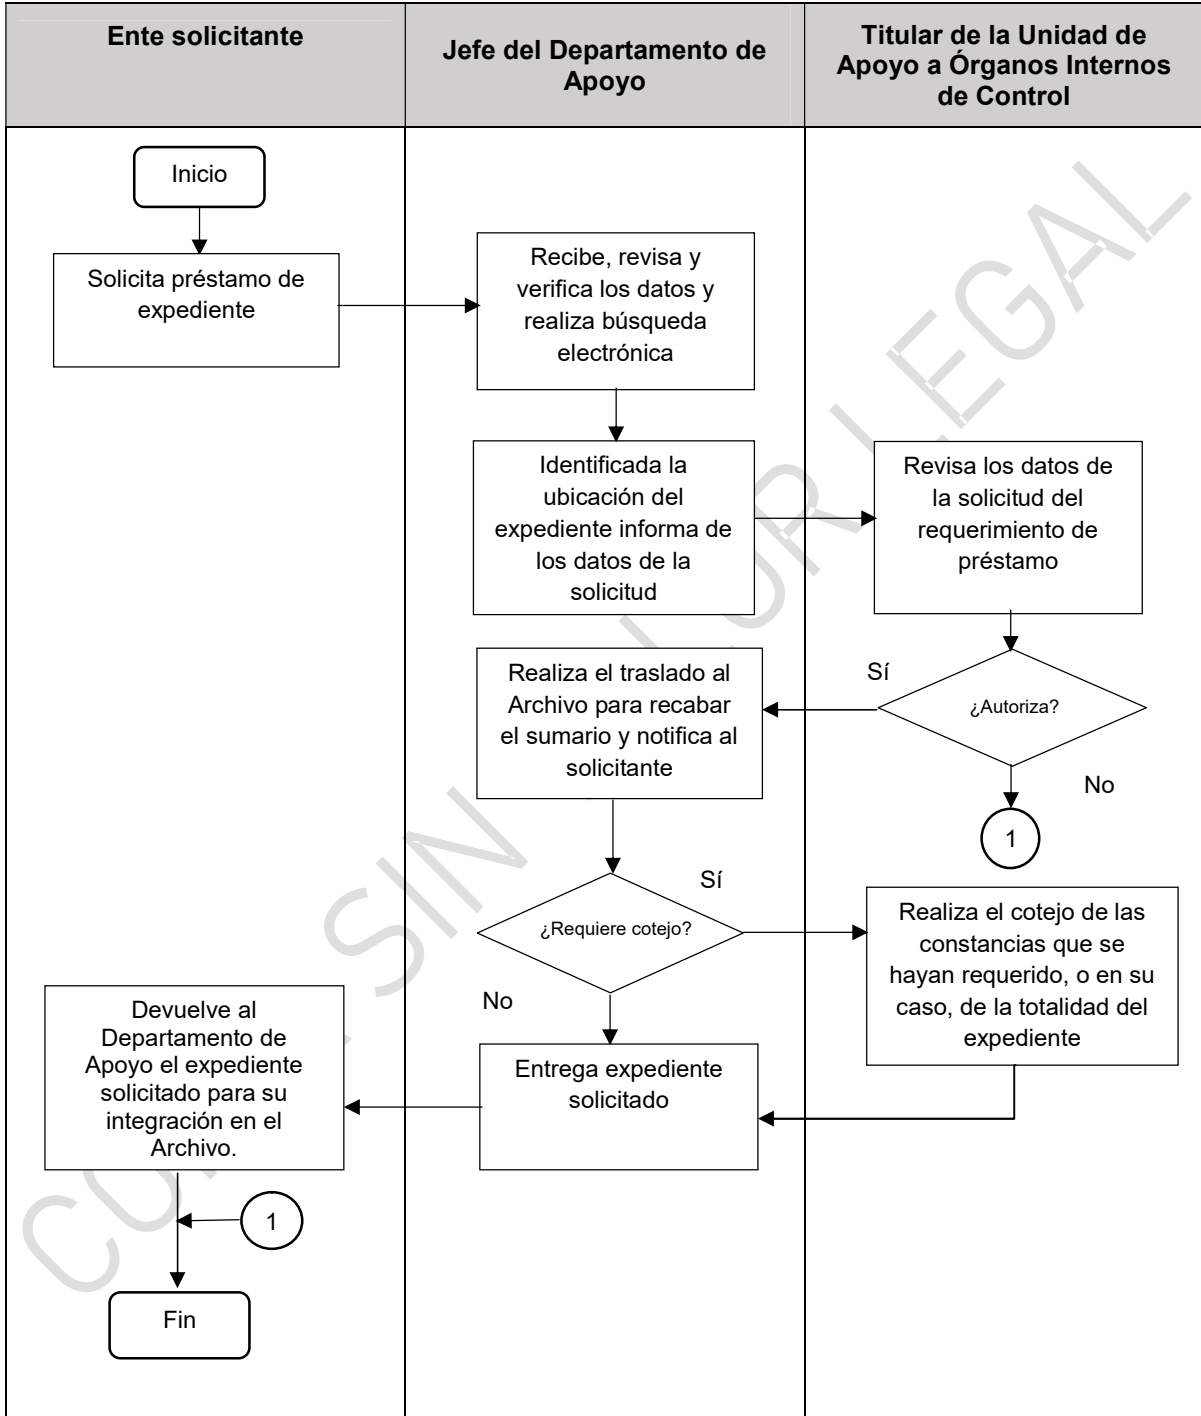 Ente solicitante
Jefe del Departamento de
Apoyo
Titular de la Unidad de
Apoyo a Órganos Internos
de Control
Inicio
Solicita préstamo de
expediente
Recibe, revisa y
verifica los datos y
realiza búsqueda
electrónica
Identificada la
ubicación del
expediente informa de
los datos de la
solicitud
Revisa los datos de
la solicitud del
requerimiento de
préstamo
¿Autoriza?
Sí
No
1
Realiza el traslado al
Archivo para recabar
el sumario y notifica al
solicitante
¿Requiere cotejo?
Sí
No
Realiza el cotejo de las
constancias que se
hayan requerido, o en su
caso, de la totalidad del
expediente
Entrega expediente
solicitado
Devuelve al
Departamento de
Apoyo el expediente
solicitado para su
integración en el
Archivo.
1
Fin
SIN
LEGAL